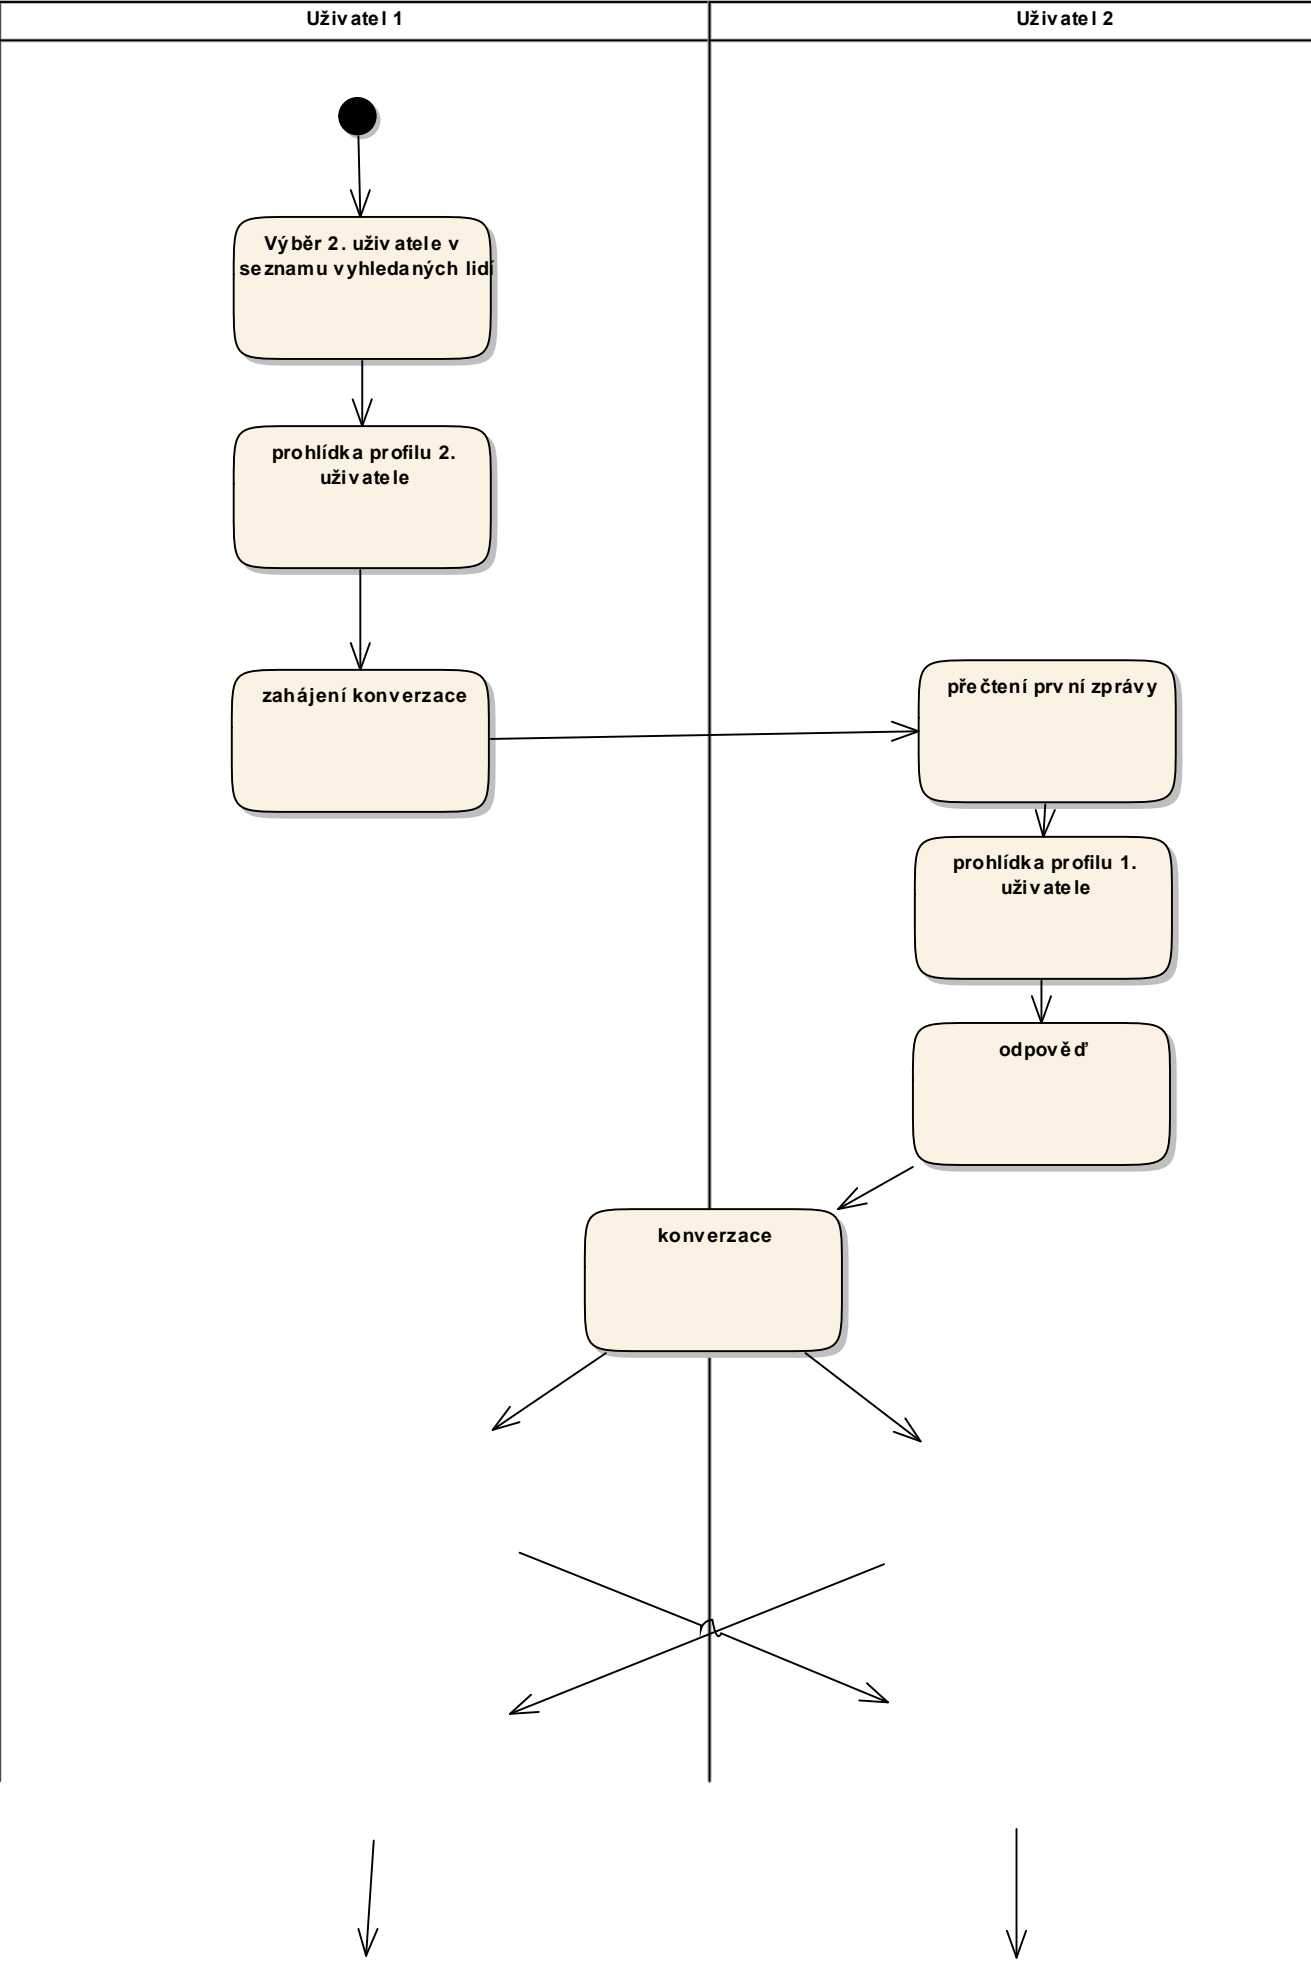 Uživatel 1
Uživatel 2
Výběr 2. uživatele v
seznamu vyhledaných lidí
prohlídka profilu 2.
uživatele
zahájení konverzace
přečtení první zprávy
prohlídka profilu 1.
uživatele
odpověď
konverzace